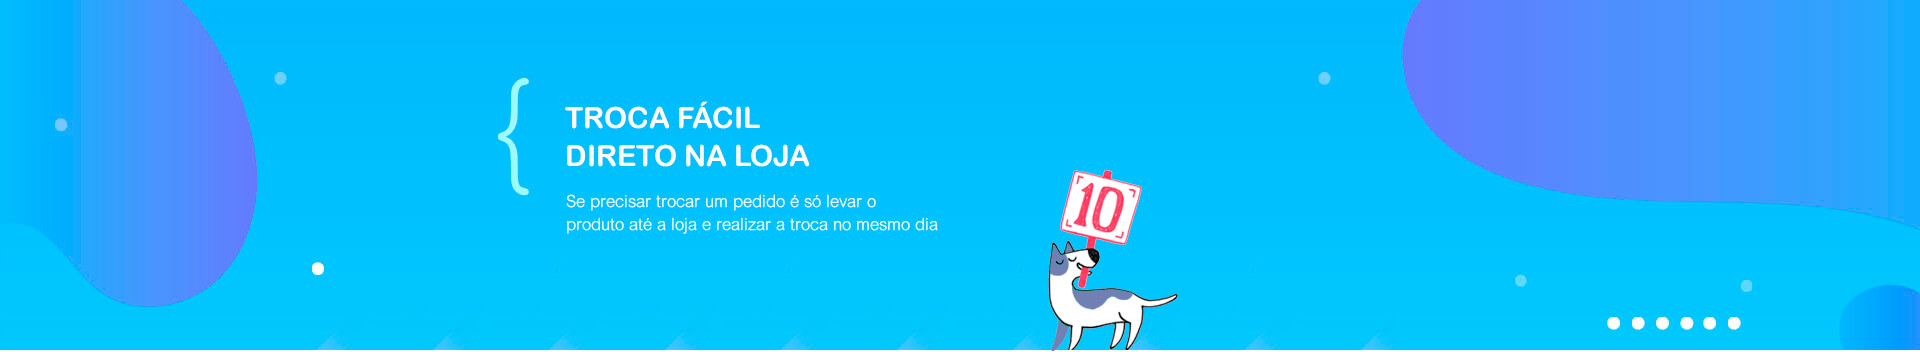 TROCA FÁCIL
DIRETO NA LOJA
Se precisar trocar um pedido é só levar o
produto até a loja e realizar a troca no mesmo dia
10